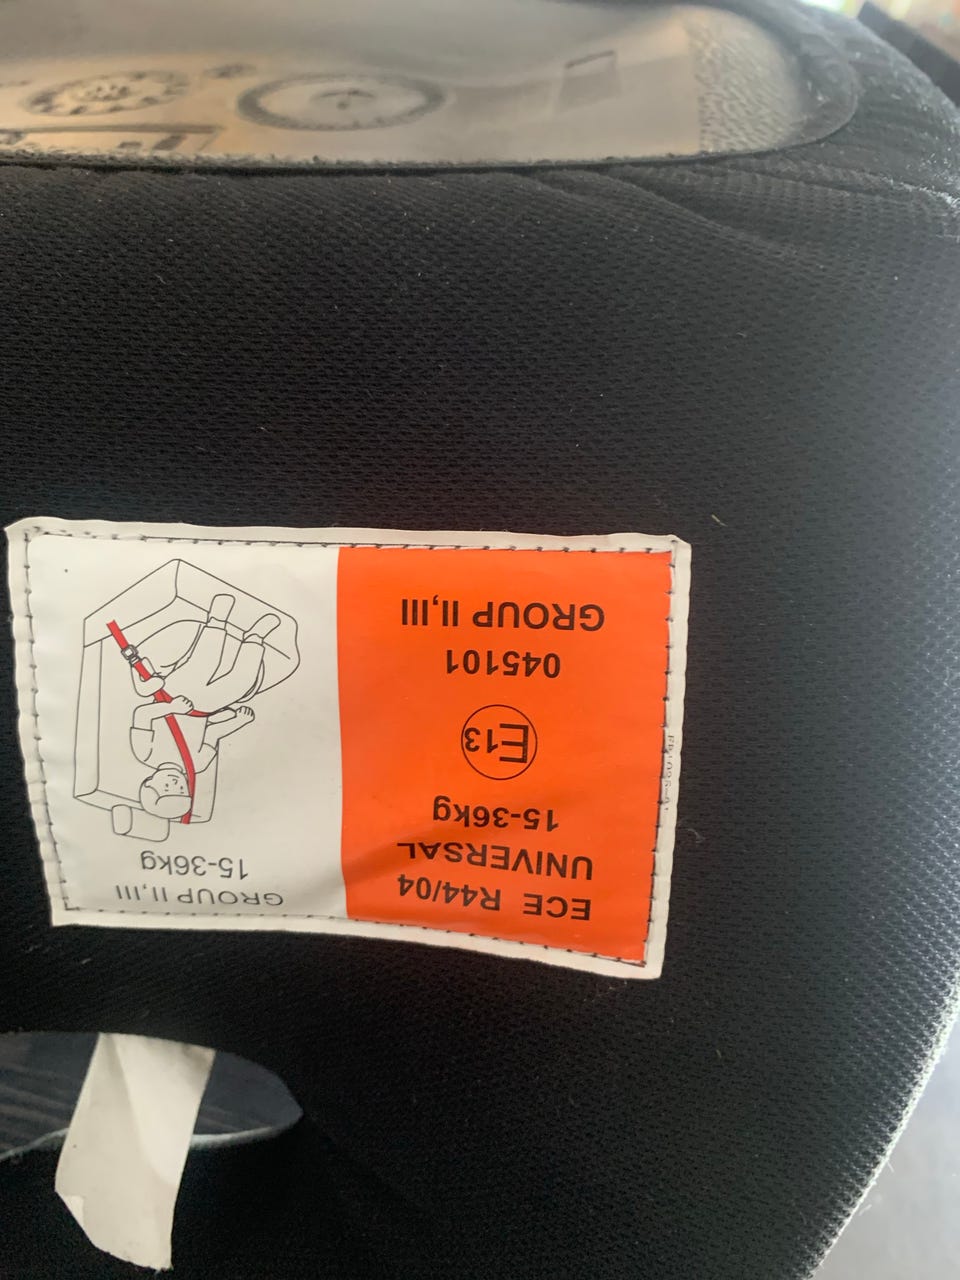 ECE R44/04
UNIVERSAL
15-36kg
E13
045101
GROUP II,III
GROUP II,III
15-36kg